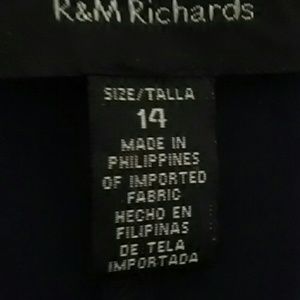 R&M Richards
SIZE/TALLA
14
MADE IN
PHILIPPINES
OF IMPORTED
FABRIC
HECHO EN
FILIPINAS
DE TELA
IMPORTADA